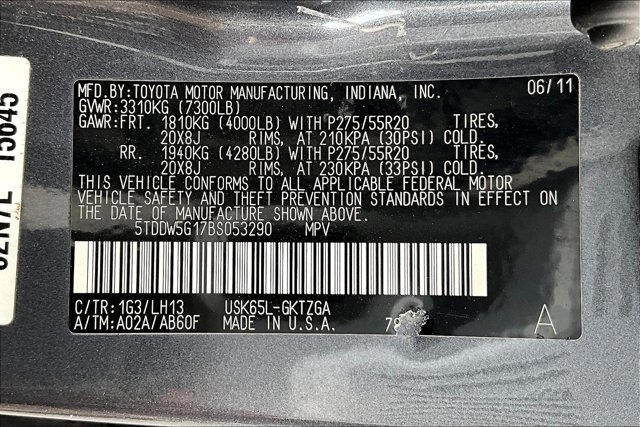 MFD.BY:TOYOTA MOTOR MANUFACTURING, INDIANA, INC. 06/11
GVWR:3310KG (7300LB)
GAWR:FRT. 1810KG (4000LB) WITH P275/55R20 TIRES,
20X8J RIMS, AT 210KPA (30PSI) COLD.
RR. 1940KG (4280LB) WITH P275/55R20 TIRES,
20X8J RIMS, AT 230KPA (33PSI) COLD.
THIS VEHICLE CONFORMS TO ALL APPLICABLE FEDERAL MOTOR
VEHICLE SAFETY AND THEFT PREVENTION STANDARDS IN EFFECT ON
THE DATE OF MANUFACTURE SHOWN ABOVE.
5TDDW5G17BS053290 MPV
C/TR:1G3/LH13 USK65L-GKTZGA
A/TM:A02A/AB60F MADE IN U.S.A. 78 A
15645